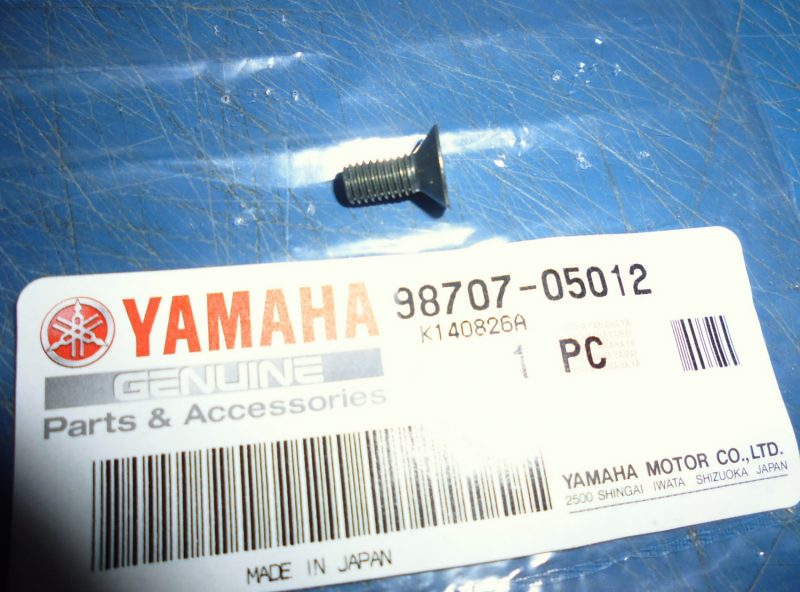 YAMAHA
GENUINE
Parts & Accessories
98707-05012
K140826A
1 PC
YAMAHA MOTOR CO.,LTD.
2500 SHINGAI IWATA SHIZUOKA JAPAN
MADE IN JAPAN